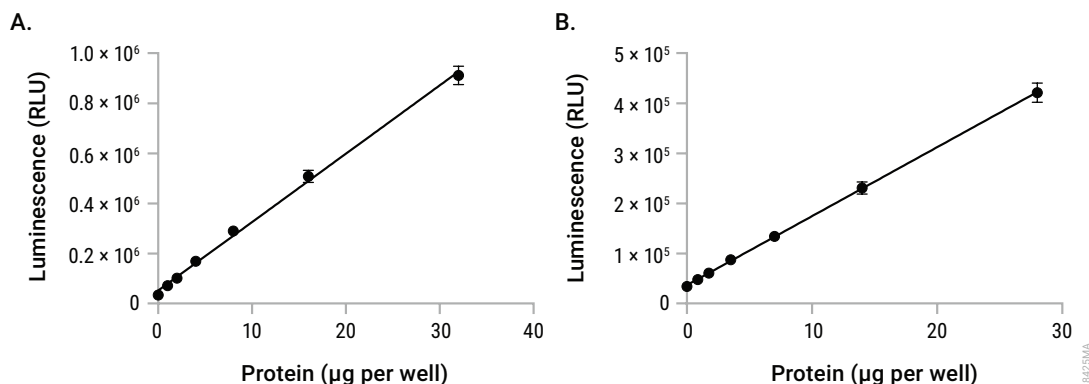 A.
Luminescence (RLU)
1.0 × 10⁶
0.8 × 10⁶
0.6 × 10⁶
0.4 × 10⁶
0.2 × 10⁶
0
0 10 20 30 40
Protein (µg per well)
B.
Luminescence (RLU)
5 × 10⁵
4 × 10⁵
3 × 10⁵
2 × 10⁵
1 × 10⁵
0
0 10 20 30
Protein (µg per well)
8425MA